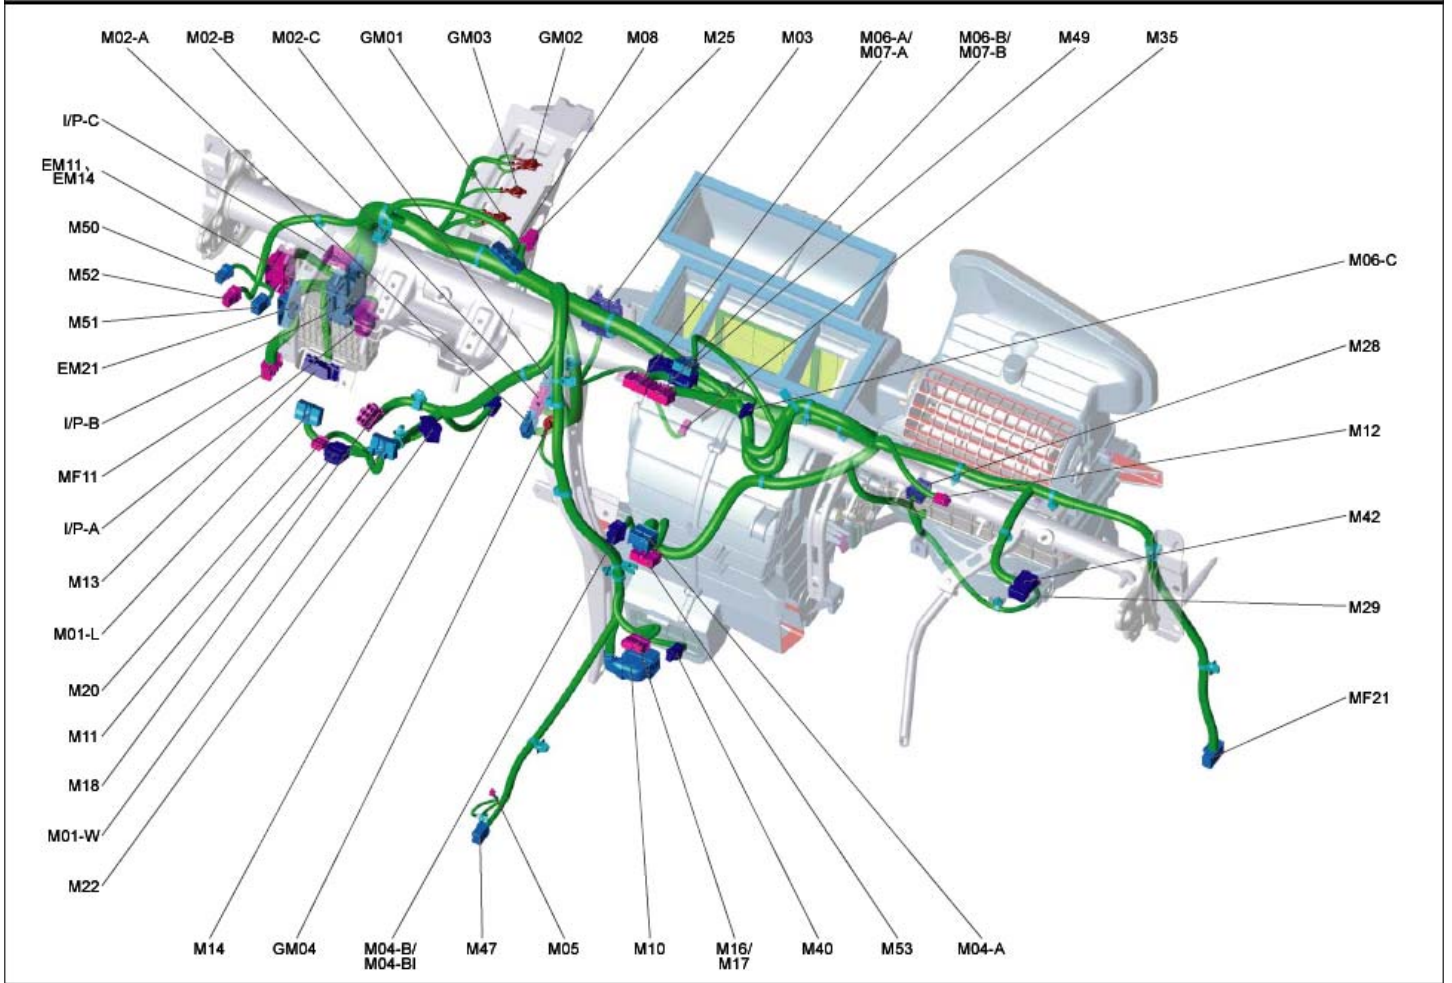 M02-A
M02-B
M02-C
GM01
GM03
GM02
M08
M25
M03
M06-A/
M07-A
M06-B/
M07-B
M49
M35
I/P-C
EM11、
EM14
M50
M52
M51
EM21
I/P-B
MF11
I/P-A
M13
M01-L
M20
M11
M18
M01-W
M22
M06-C
M28
M12
M42
M29
MF21
M14
GM04
M04-B/
M04-BI
M47
M05
M10
M16/
M17
M40
M53
M04-A